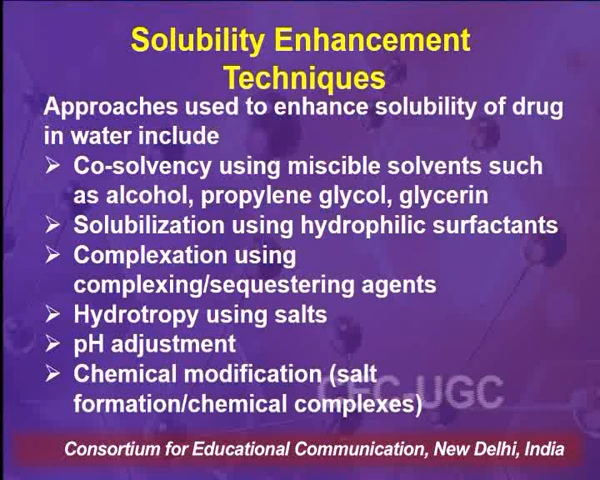 Solubility Enhancement
Techniques
Approaches used to enhance solubility of drug
in water include
➢ Co-solvency using miscible solvents such
as alcohol, propylene glycol, glycerin
➢ Solubilization using hydrophilic surfactants
➢ Complexation using
complexing/sequestering agents
➢ Hydrotropy using salts
➢ pH adjustment
➢ Chemical modification (salt
formation/chemical complexes)
CEC-UGC
Consortium for Educational Communication, New Delhi, India